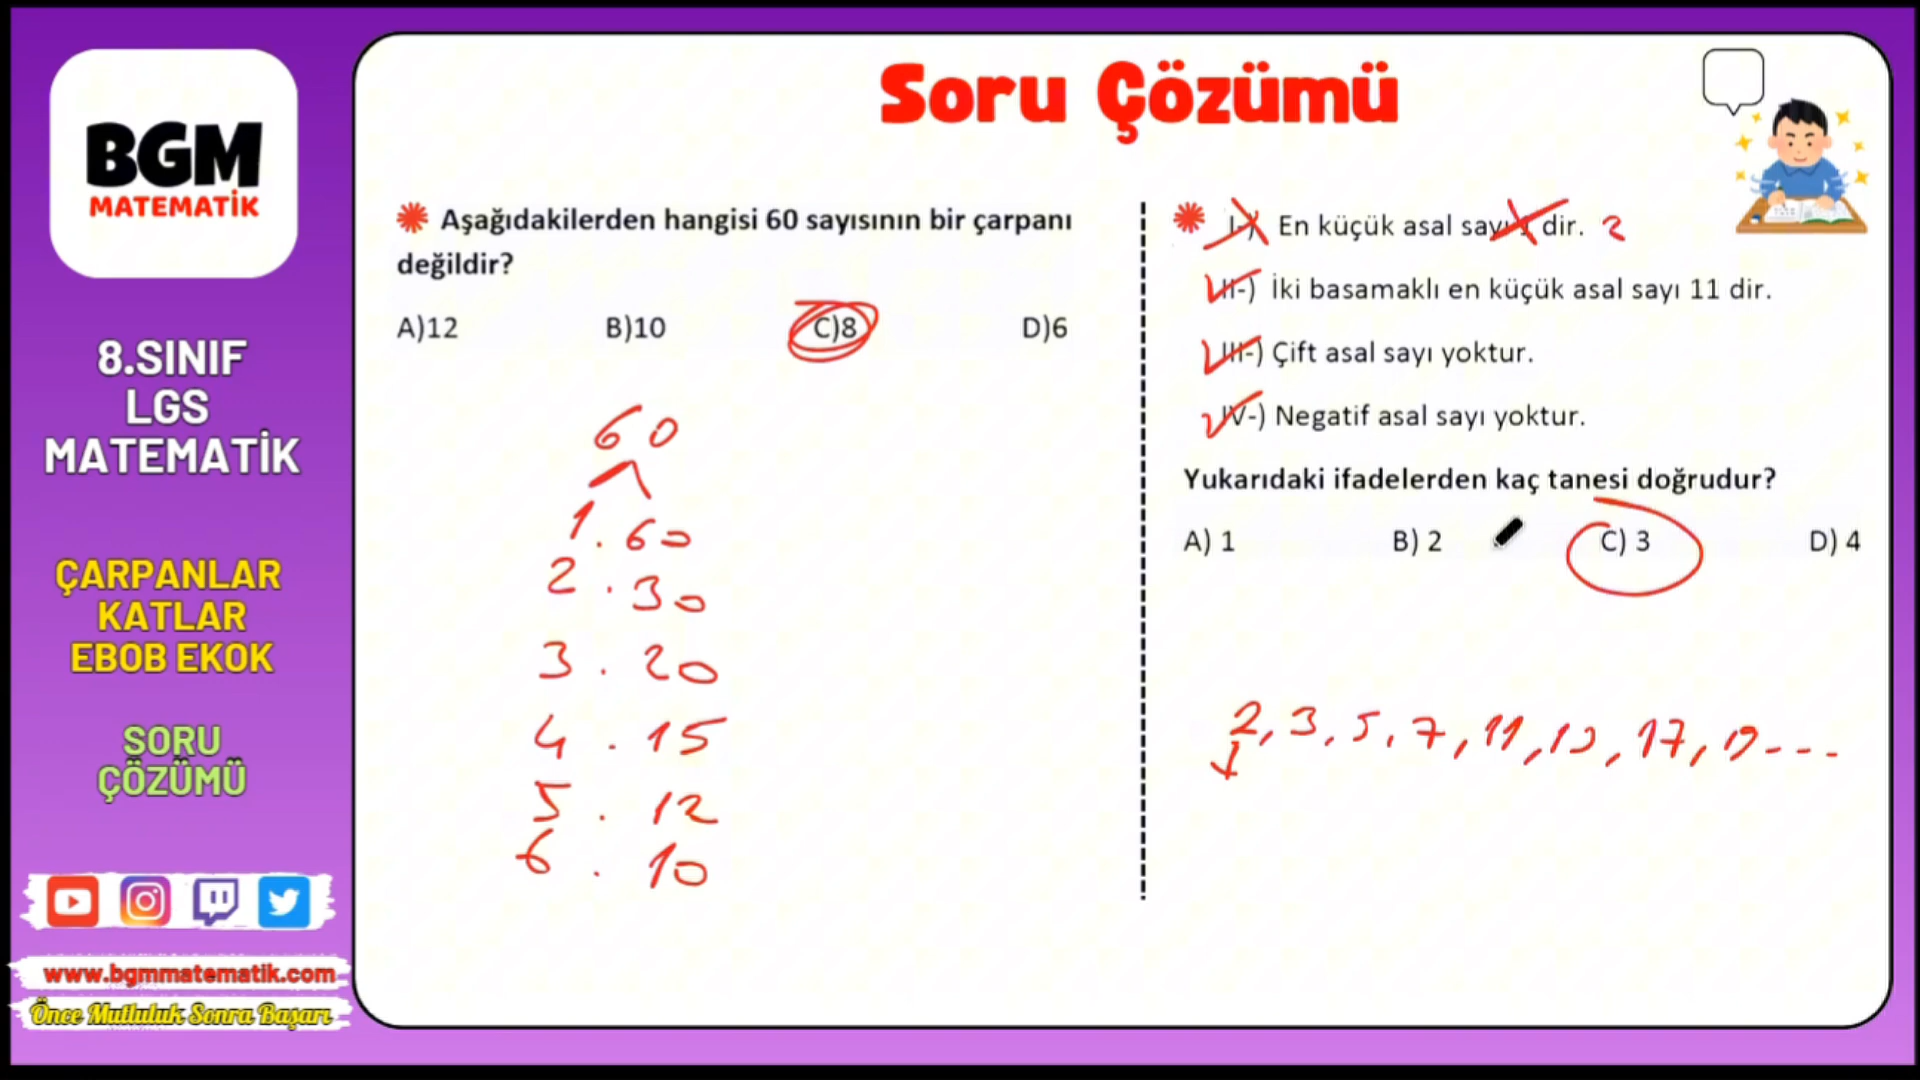 BGM
MATEMATİK
8.SINIF
LGS
MATEMATİK
ÇARPANLAR
KATLAR
EBOB EKOK
SORU
ÇÖZÜMÜ
www.bgmmatematik.com
Önce Mutluluk Sonra Başarı
Soru Çözümü
Aşağıdakilerden hangisi 60 sayısının bir çarpanı
değildir?
A)12 B)10 C)8 D)6
60
1 . 60
2 . 30
3 . 20
4 . 15
5 . 12
6 . 10
I-) En küçük asal sayı dir. 2
II-) İki basamaklı en küçük asal sayı 11 dir.
III-) Çift asal sayı yoktur.
IV-) Negatif asal sayı yoktur.
Yukarıdaki ifadelerden kaç tanesi doğrudur?
A) 1 B) 2 C) 3 D) 4
2, 3, 5, 7, 11, 13, 17, 19 ---